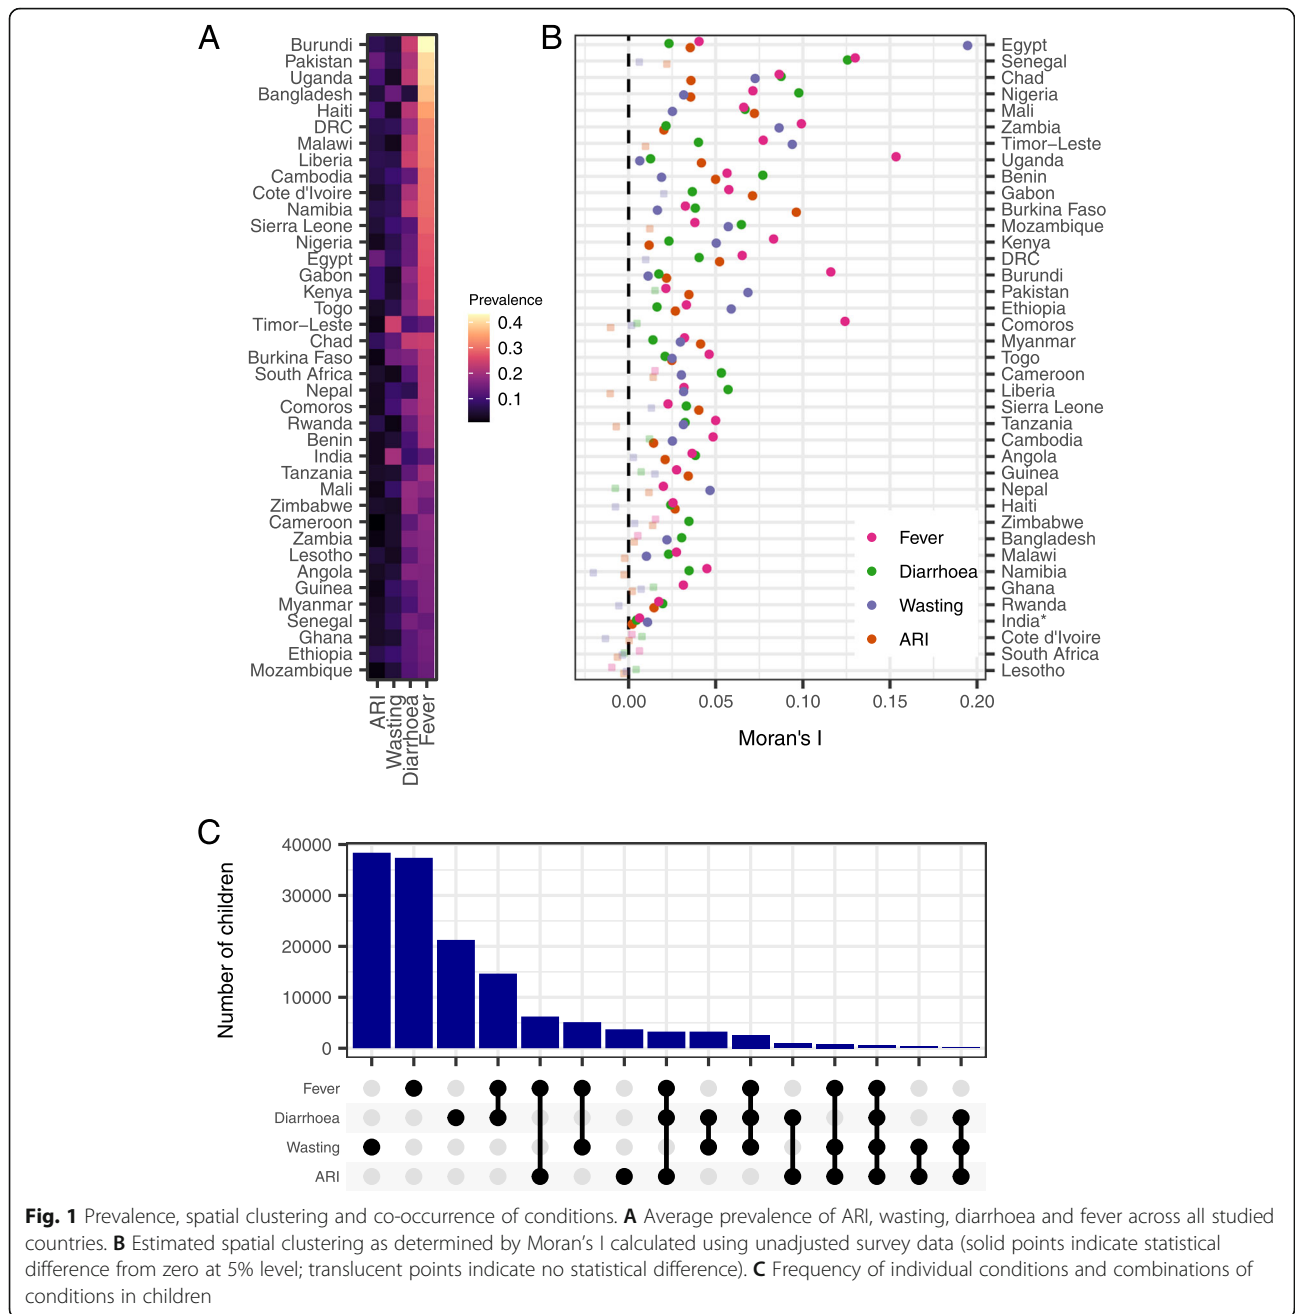 A
Burundi
Pakistan
Uganda
Bangladesh
Haiti
DRC
Malawi
Liberia
Cambodia
Cote d'Ivoire
Namibia
Sierra Leone
Nigeria
Egypt
Gabon
Kenya
Togo
Timor−Leste
Chad
Burkina Faso
South Africa
Nepal
Comoros
Rwanda
Benin
India
Tanzania
Mali
Zimbabwe
Cameroon
Zambia
Lesotho
Angola
Guinea
Myanmar
Senegal
Ghana
Ethiopia
Mozambique
ARI
Wasting
Diarrhoea
Fever
Prevalence
0.4
0.3
0.2
0.1
B
Egypt
Senegal
Chad
Nigeria
Mali
Zambia
Timor−Leste
Uganda
Benin
Gabon
Burkina Faso
Mozambique
Kenya
DRC
Burundi
Pakistan
Ethiopia
Comoros
Myanmar
Togo
Cameroon
Liberia
Sierra Leone
Tanzania
Cambodia
Angola
Guinea
Nepal
Haiti
Zimbabwe
Bangladesh
Malawi
Namibia
Ghana
Rwanda
India*
Cote d'Ivoire
South Africa
Lesotho
Fever
Diarrhoea
Wasting
ARI
0.00 0.05 0.10 0.15 0.20
Moran's I
C
Number of children
40000
30000
20000
10000
0
Fever
Diarrhoea
Wasting
ARI
Fig. 1 Prevalence, spatial clustering and co-occurrence of conditions. A Average prevalence of ARI, wasting, diarrhoea and fever across all studied
countries. B Estimated spatial clustering as determined by Moran's I calculated using unadjusted survey data (solid points indicate statistical
difference from zero at 5% level; translucent points indicate no statistical difference). C Frequency of individual conditions and combinations of
conditions in children